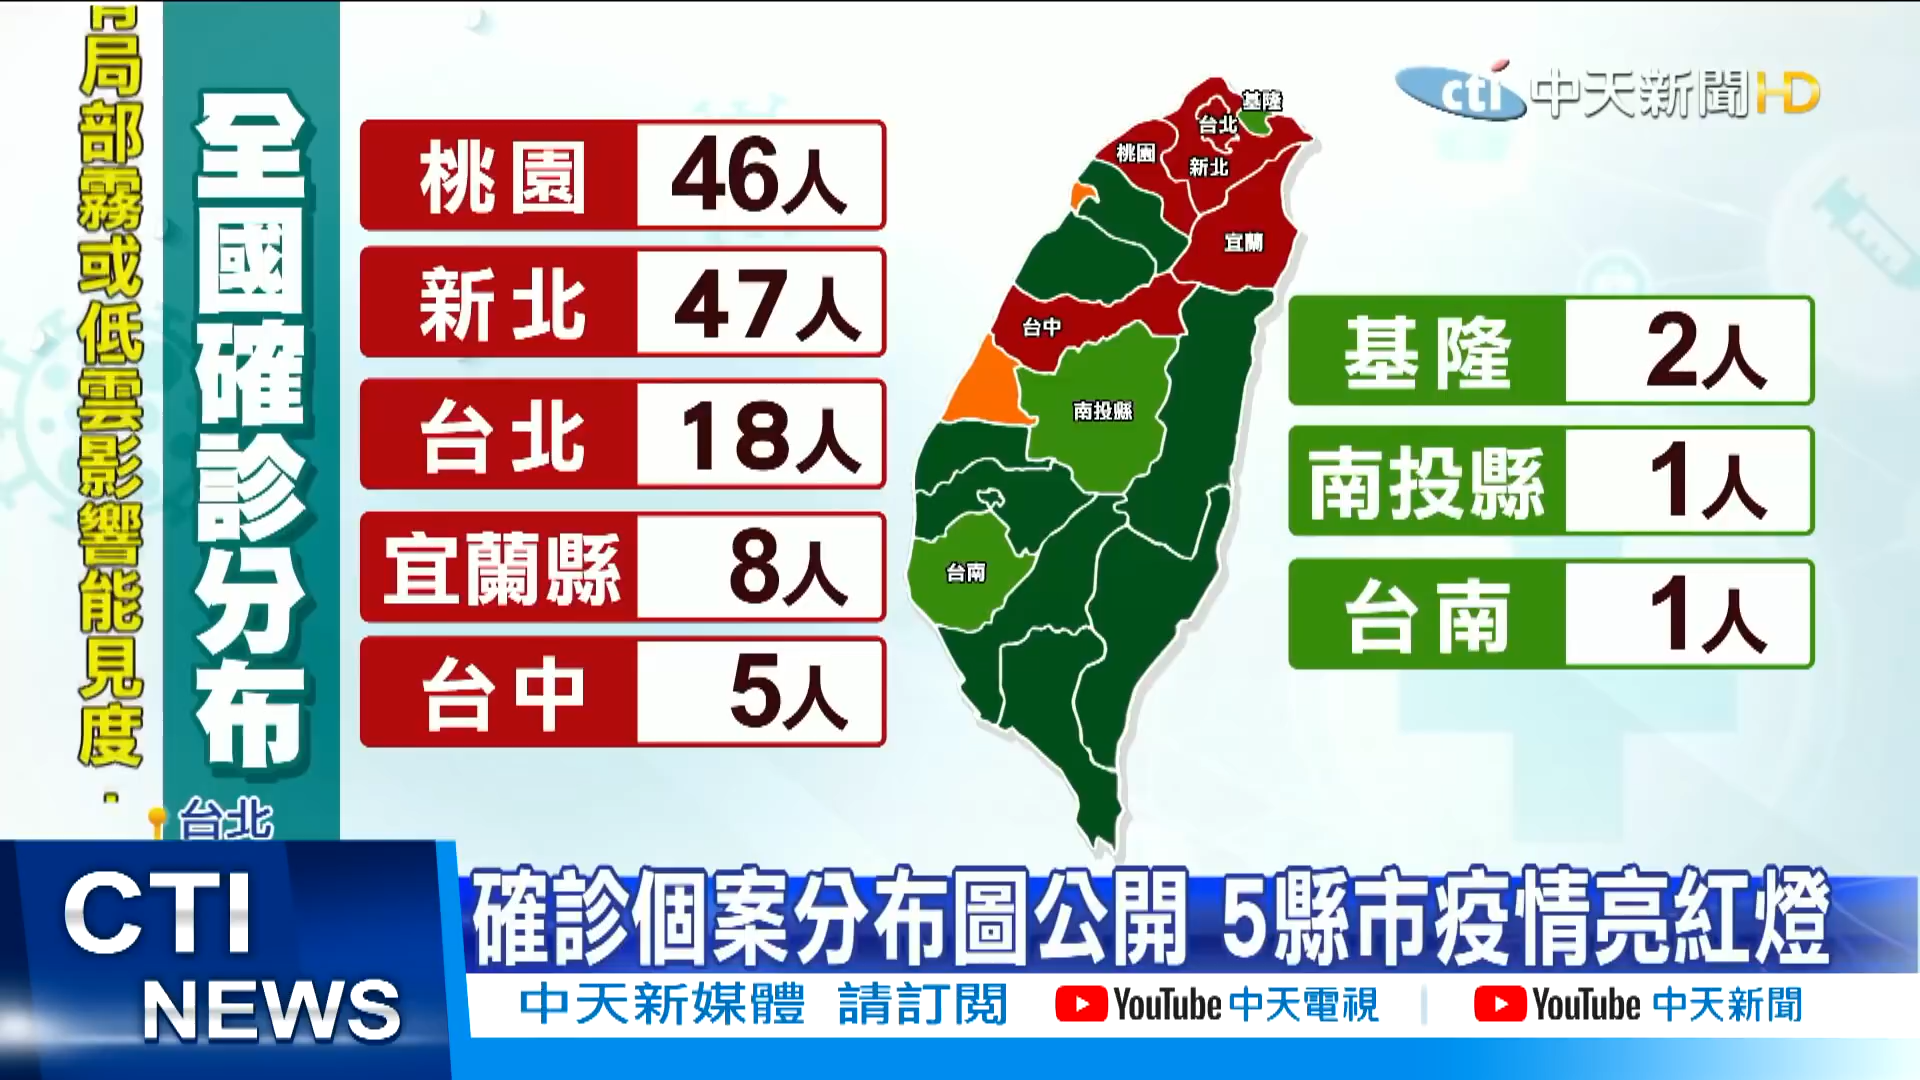 局部霧或低雲影響能見度．
台北
全國確診分布
桃園 46人
新北 47人
台北 18人
宜蘭縣 8人
台中 5人
基隆
台北
桃園
新北
宜蘭
台中
南投縣
台南
cti 中天新聞HD
基隆 2人
南投縣 1人
台南 1人
CTI
NEWS
確診個案分布圖公開 5縣市疫情亮紅燈
中天新媒體 請訂閱 YouTube 中天電視 | YouTube 中天新聞